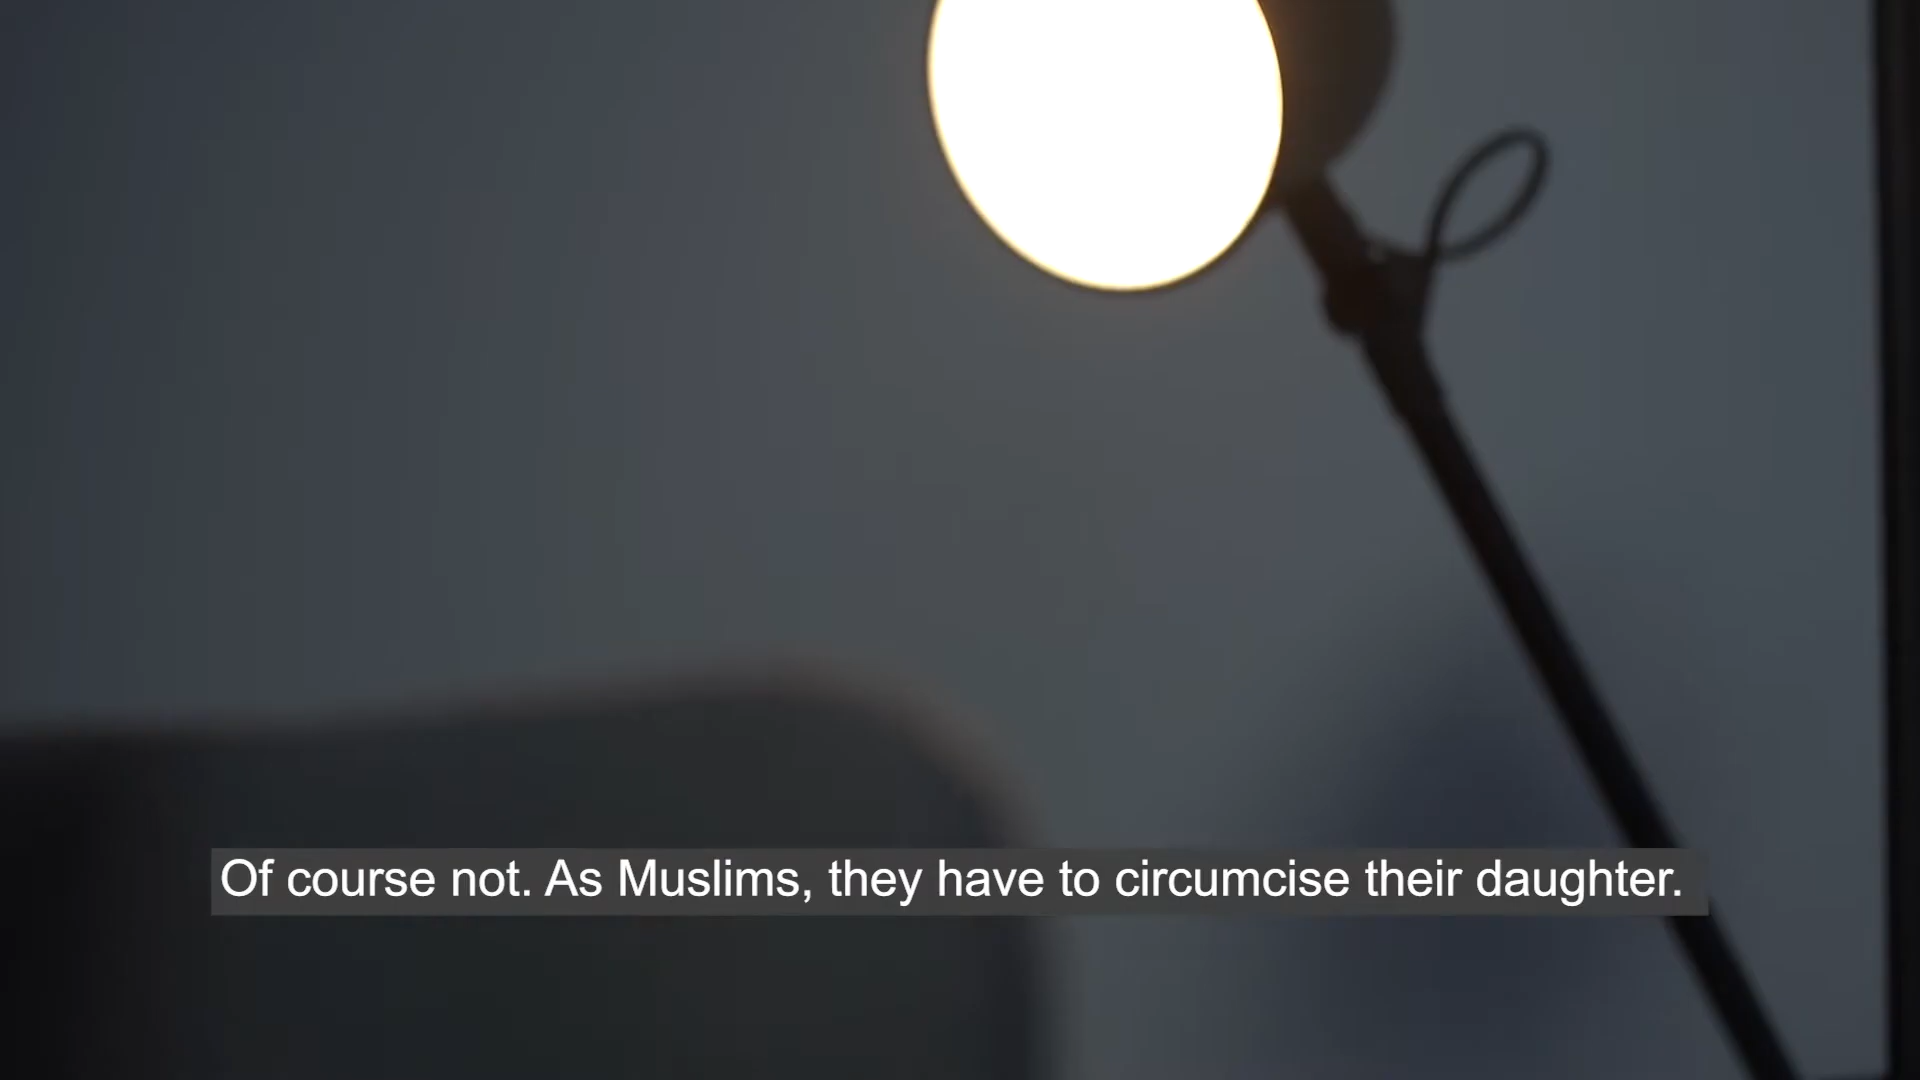 Of course not. As Muslims, they have to circumcise their daughter.